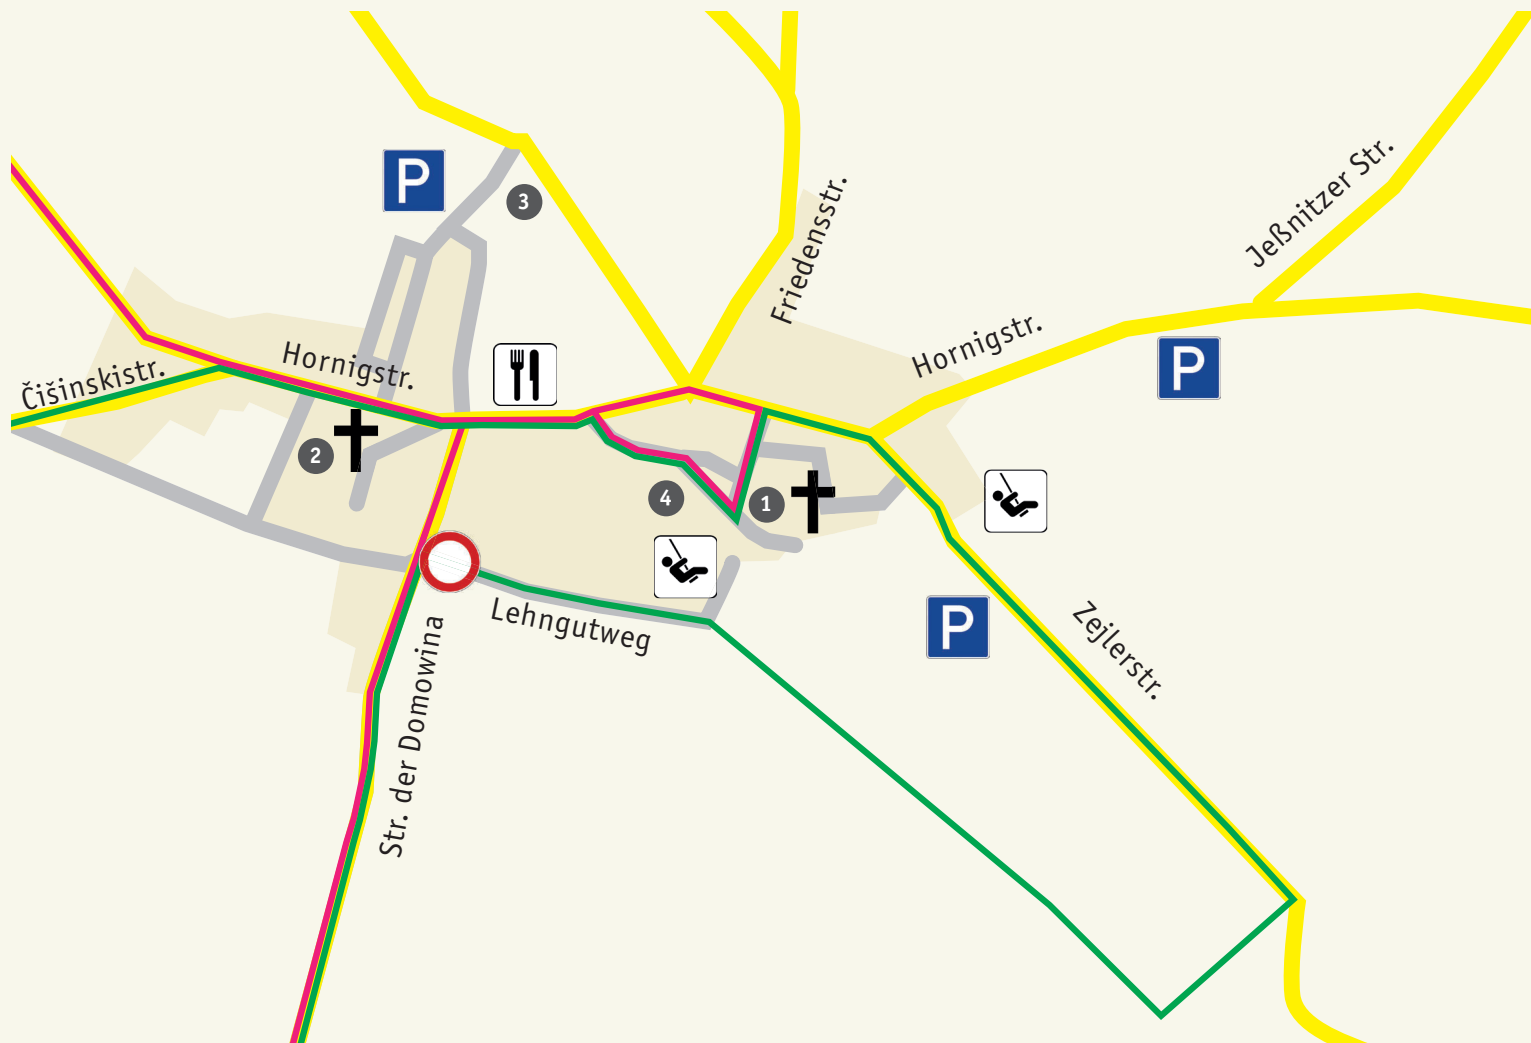 P
3
Friedensstr.
Jeßnitzer Str.
Hornigstr.
P
Čišinskistr.
Hornigstr.
2
4
1
P
Lehngutweg
Str. der Domowina
Zejlerstr.